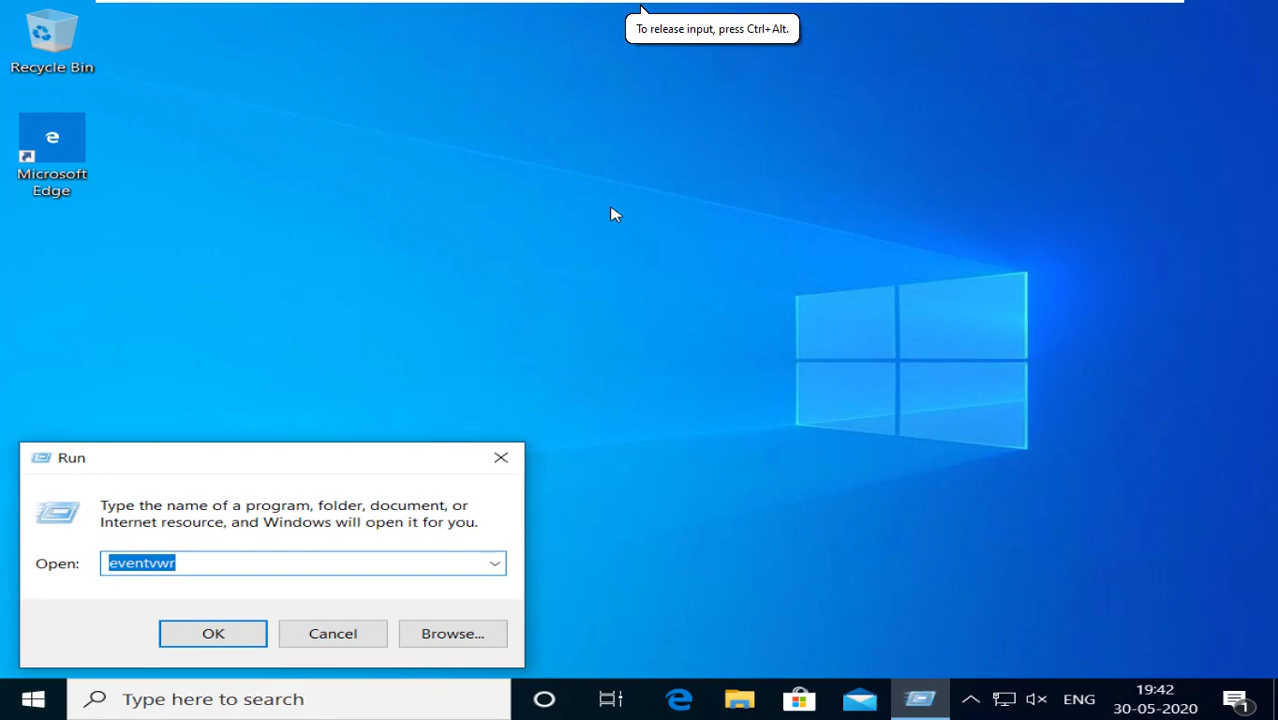 To release input, press Ctrl+Alt.
Recycle Bin
Microsoft
Edge
Run
Type the name of a program, folder, document, or
Internet resource, and Windows will open it for you.
Open: eventvwr
OK Cancel Browse...
Type here to search
ENG
19:42
30-05-2020
1